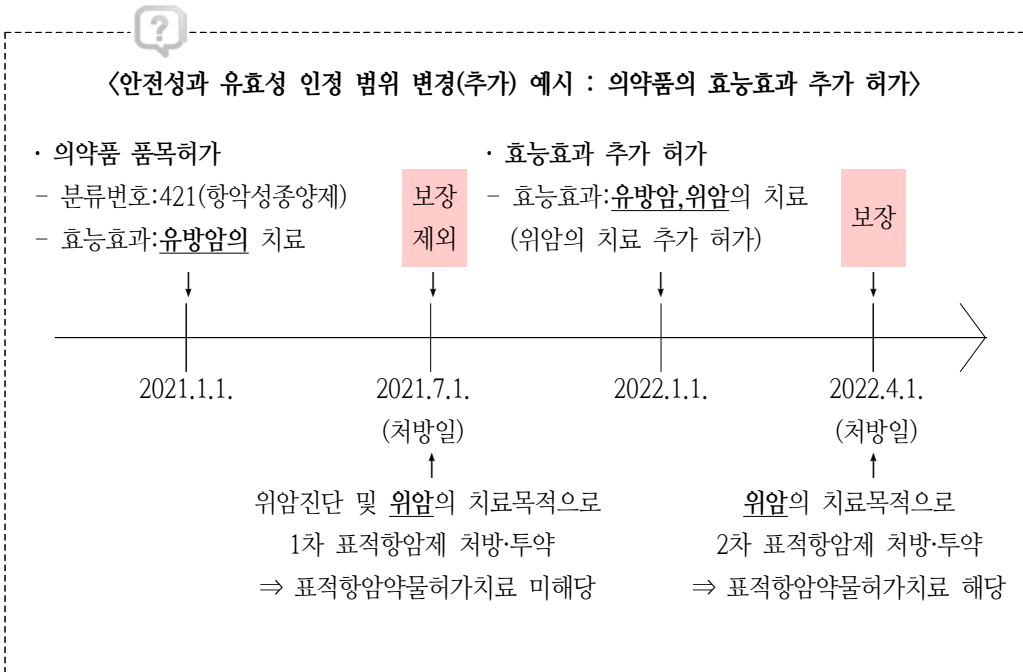 ?
<안전성과 유효성 인정 범위 변경(추가) 예시 : 의약품의 효능효과 추가 허가>
· 의약품 품목허가
- 분류번호:421(항악성종양제)
- 효능효과:유방암의 치료
보장
제외
· 효능효과 추가 허가
- 효능효과:유방암,위암의 치료
(위암의 치료 추가 허가)
보장
2021.1.1.
2021.7.1.
(처방일)
2022.1.1.
2022.4.1.
(처방일)
위암진단 및 위암의 치료목적으로
1차 표적항암제 처방·투약
⇒ 표적항암약물허가치료 미해당
위암의 치료목적으로
2차 표적항암제 처방·투약
⇒ 표적항암약물허가치료 해당